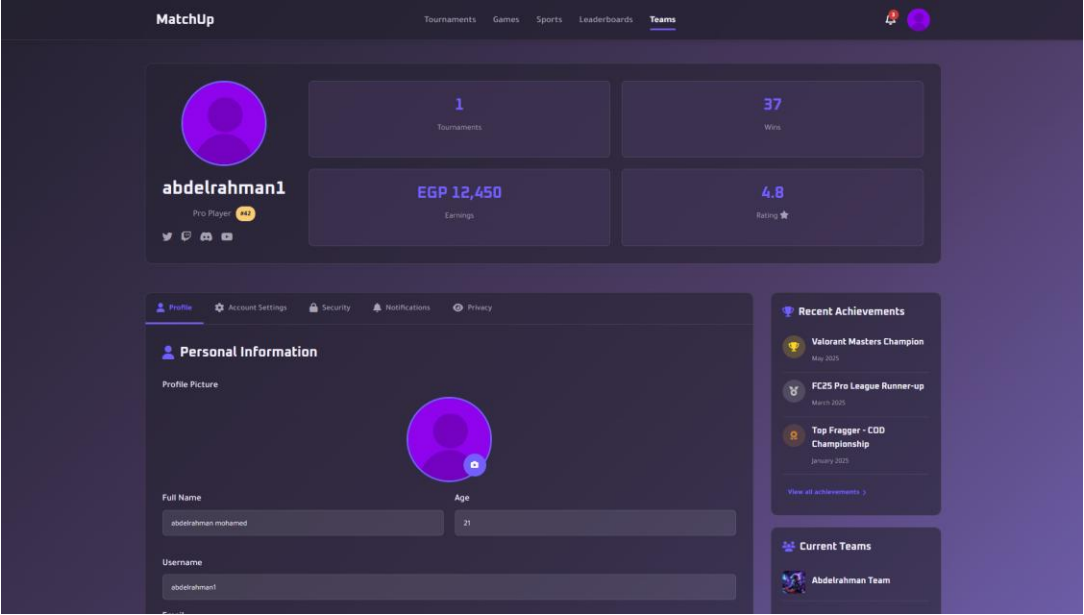 MatchUp
Tournaments Games Sports Leaderboards Teams
1
Tournaments
37
Wins
abdelrahman1
Pro Player #42
EGP 12,450
Earnings
4.8
Rating
Profile Account Settings Security Notifications Privacy
Personal Information
Profile Picture
Full Name Age
abdelrahman mohamed 21
Username
abdelrahman1
Email
Recent Achievements
Valorant Masters Champion
May 2025
FC25 Pro League Runner-up
March 2025
Top Fragger - COD
Championship
January 2025
View all achievements
Current Teams
Abdelrahman Team